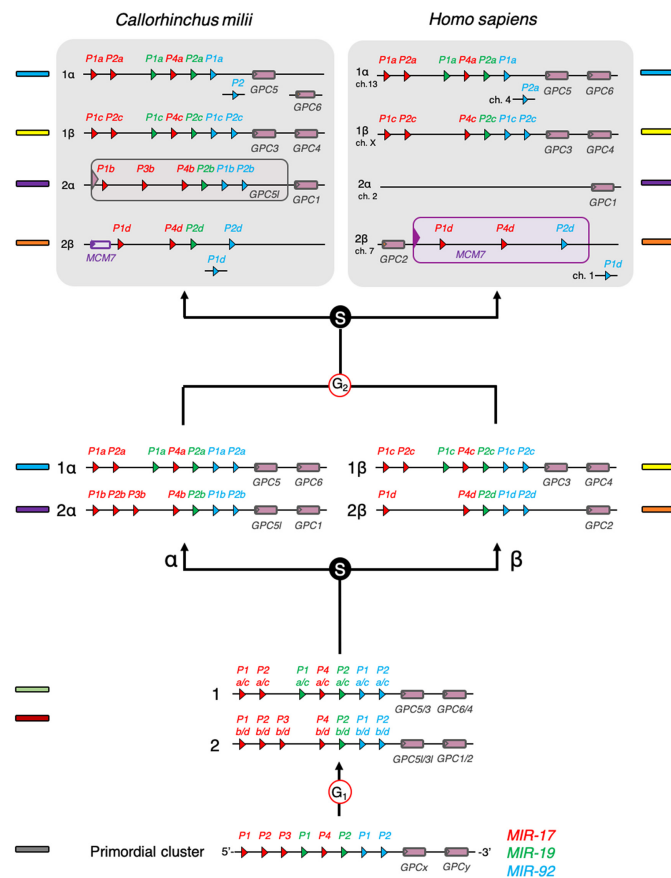 Callorhinchus milii
Homo sapiens
P1a P2a P1a P4a P2a P1a
1α
P2
GPC5
GPC6
P1c P2c P1c P4c P2c P1c P2c
1β
GPC3 GPC4
P1b P3b P4b P2b P1b P2b
2α
GPC5l
GPC1
P1d P4d P2d P2d
2β
MCM7
P1d
P1a P2a P1a P4a P2a P1a
1α
ch.13
P2a
ch. 4
GPC5 GPC6
P1c P2c P4c P2c P1c P2c
1β
ch. X
GPC3 GPC4
2α
ch. 2
GPC1
P1d P4d P2d
2β
ch. 7
GPC2
MCM7
P1d
ch. 1
S
G2
P1a P2a P1a P4a P2a P1a P2a
1α
GPC5 GPC6
P1b P2b P3b P4b P2b P1b P2b
2α
GPC5l GPC1
P1c P2c P1c P4c P2c P1c P2c
1β
GPC3 GPC4
P1d P4d P2d P1d P2d
2β
GPC2
α
S
β
P1 P2 P1 P4 P2 P1 P2
a/c a/c a/c a/c a/c a/c a/c
1
GPC5/3 GPC6/4
P1 P2 P3 P4 P2 P1 P2
b/d b/d b/d b/d b/d b/d b/d
2
GPC5l/3l GPC1/2
G1
P1 P2 P3 P1 P4 P2 P1 P2
Primordial cluster 5'- -3'
GPCx GPCy
MIR-17
MIR-19
MIR-92